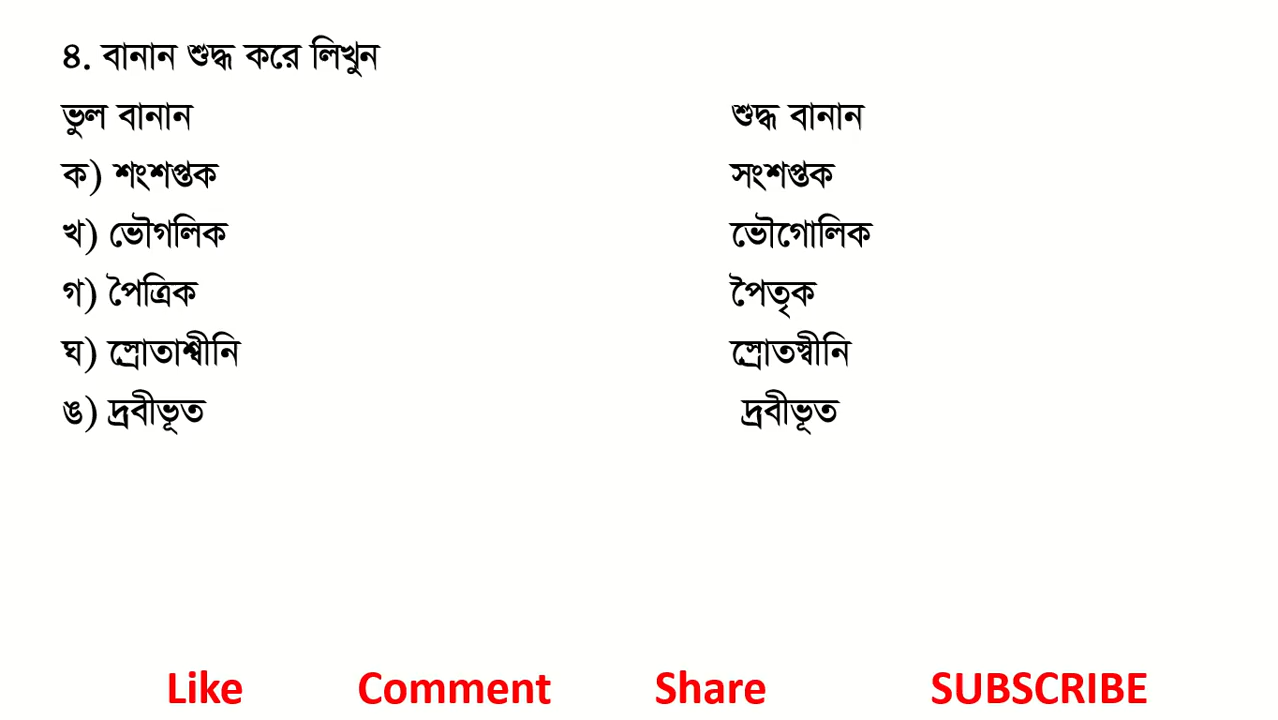 ৪. বানান শুদ্ধ করে লিখুন
ভুল বানান শুদ্ধ বানান
ক) শংশপ্তক সংশপ্তক
খ) ভৌগলিক ভৌগোলিক
গ) পৈত্রিক পৈতৃক
ঘ) স্রোতাশ্বীনি স্রোতস্বীনি
ঙ) দ্রবীভূত দ্রবীভূত
Like Comment Share SUBSCRIBE